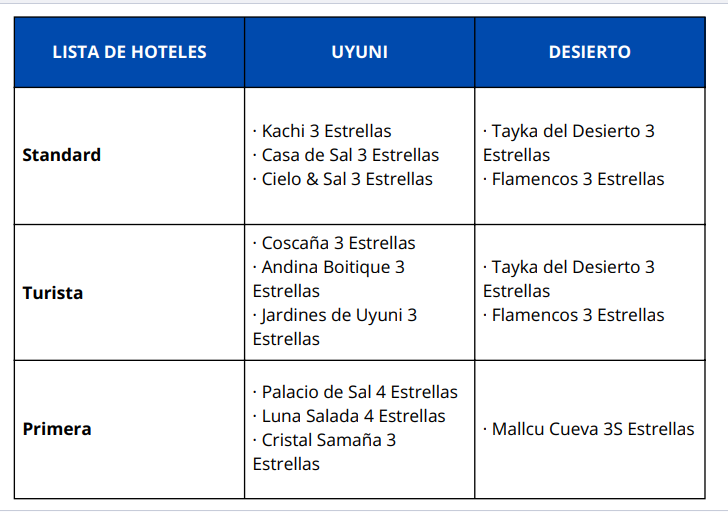 LISTA DE HOTELES
UYUNI
DESIERTO
Standard
· Kachi 3 Estrellas
· Casa de Sal 3 Estrellas
· Cielo & Sal 3 Estrellas
· Tayka del Desierto 3
Estrellas
· Flamencos 3 Estrellas
Turista
· Coscaña 3 Estrellas
· Andina Boitique 3
Estrellas
· Jardines de Uyuni 3
Estrellas
· Tayka del Desierto 3
Estrellas
· Flamencos 3 Estrellas
Primera
· Palacio de Sal 4 Estrellas
· Luna Salada 4 Estrellas
· Cristal Samaña 3
Estrellas
· Mallcu Cueva 3S Estrellas